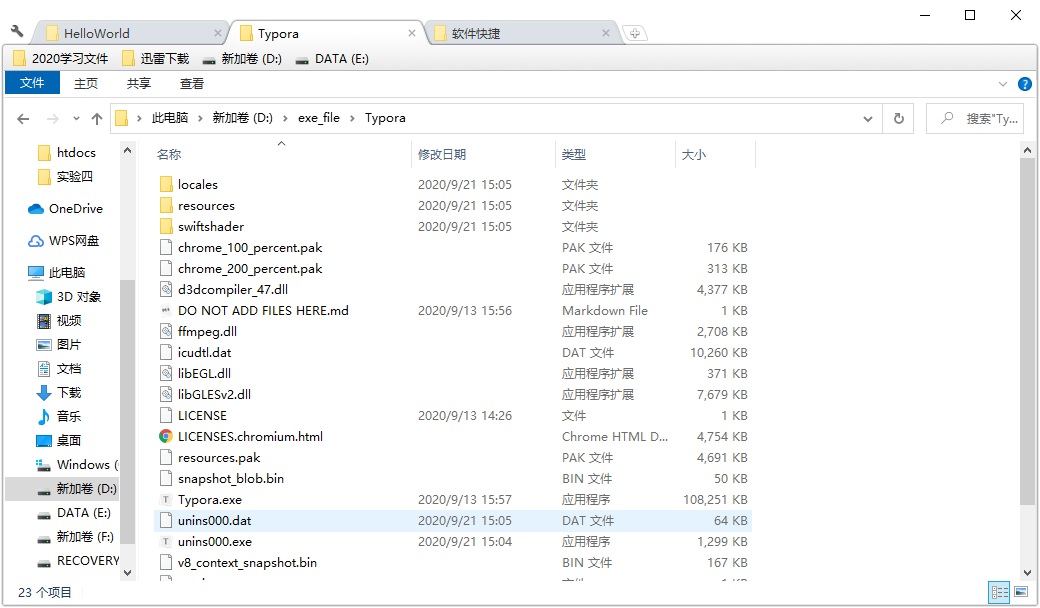 HelloWorld
Typora
软件快捷
2020学习文件 迅雷下载 新加卷 (D:) DATA (E:)
文件 主页 共享 查看
此电脑 › 新加卷 (D:) › exe_file › Typora
搜索"Ty...
htdocs
实验四
OneDrive
WPS网盘
此电脑
3D 对象
视频
图片
文档
下载
音乐
桌面
Windows (
新加卷 (D:)
DATA (E:)
新加卷 (F:)
RECOVERY
名称 修改日期 类型 大小
locales 2020/9/21 15:05 文件夹
resources 2020/9/21 15:05 文件夹
swiftshader 2020/9/21 15:05 文件夹
chrome_100_percent.pak PAK 文件 176 KB
chrome_200_percent.pak PAK 文件 313 KB
d3dcompiler_47.dll 应用程序扩展 4,377 KB
DO NOT ADD FILES HERE.md 2020/9/13 15:56 Markdown File 1 KB
ffmpeg.dll 应用程序扩展 2,708 KB
icudtl.dat DAT 文件 10,260 KB
libEGL.dll 应用程序扩展 371 KB
libGLESv2.dll 应用程序扩展 7,679 KB
LICENSE 2020/9/13 14:26 文件 1 KB
LICENSES.chromium.html Chrome HTML D... 4,754 KB
resources.pak PAK 文件 4,691 KB
snapshot_blob.bin BIN 文件 50 KB
Typora.exe 2020/9/13 15:57 应用程序 108,251 KB
unins000.dat 2020/9/21 15:05 DAT 文件 64 KB
unins000.exe 2020/9/21 15:04 应用程序 1,299 KB
v8_context_snapshot.bin BIN 文件 167 KB
23 个项目